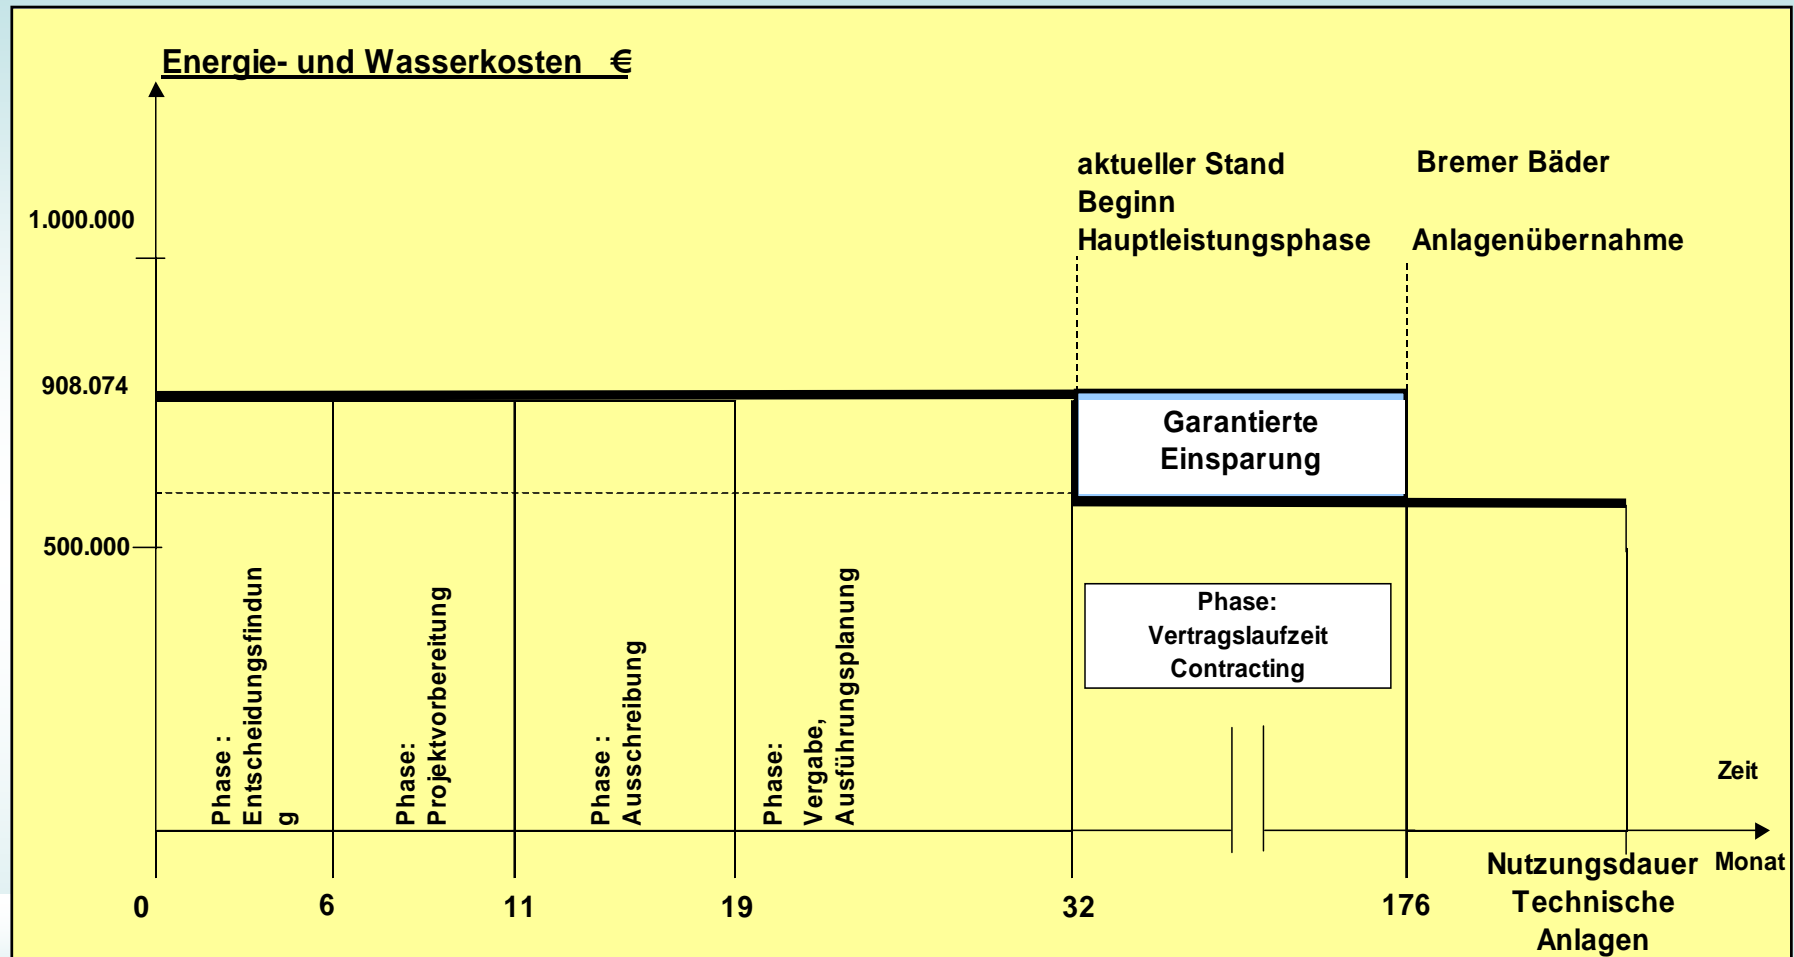 Energie- und Wasserkosten €
aktueller Stand
Beginn
Hauptleistungsphase
Bremer Bäder
Anlagenübernahme
1.000.000
908.074
500.000
Garantierte
Einsparung
Phase :
Entscheidungsfindun
g
Phase:
Projektvorbereitung
Phase :
Ausschreibung
Phase:
Vergabe,
Ausführungsplanung
Phase:
Vertragslaufzeit
Contracting
Zeit
Monat
0
6
11
19
32
176
Nutzungsdauer
Technische
Anlagen